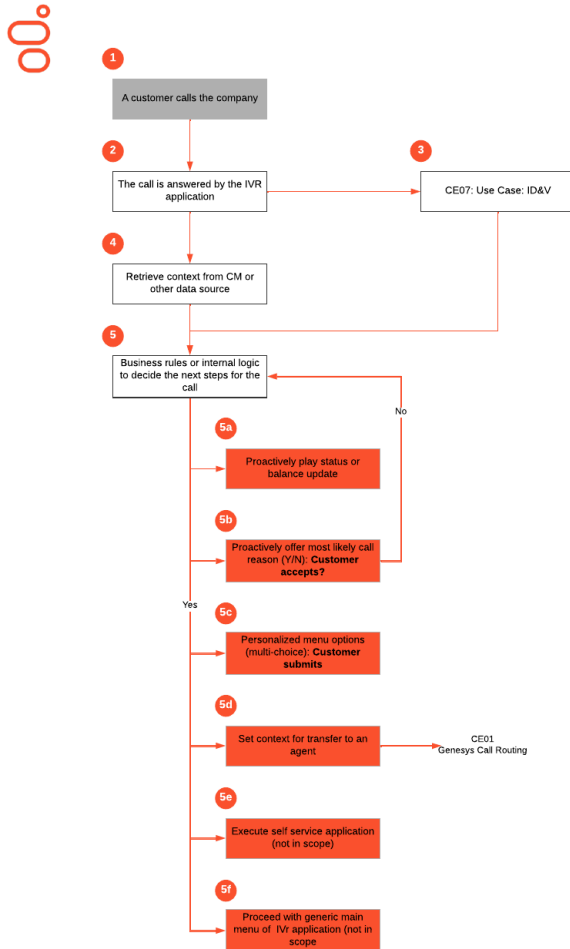 1
A customer calls the company
2
3
The call is answered by the IVR
application
CE07: Use Case: ID&V
4
Retrieve context from CM or
other data source
5
Business rules or internal logic
to decide the next steps for the
call
No
5a
Proactively play status or
balance update
5b
Proactively offer most likely call
reason (Y/N): Customer
accepts?
Yes
5c
Personalized menu options
(multi-choice): Customer
submits
5d
Set context for transfer to an
agent
CE01
Genesys Call Routing
5e
Execute self service application
(not in scope)
5f
Proceed with generic main
menu of IVr application (not in
scope